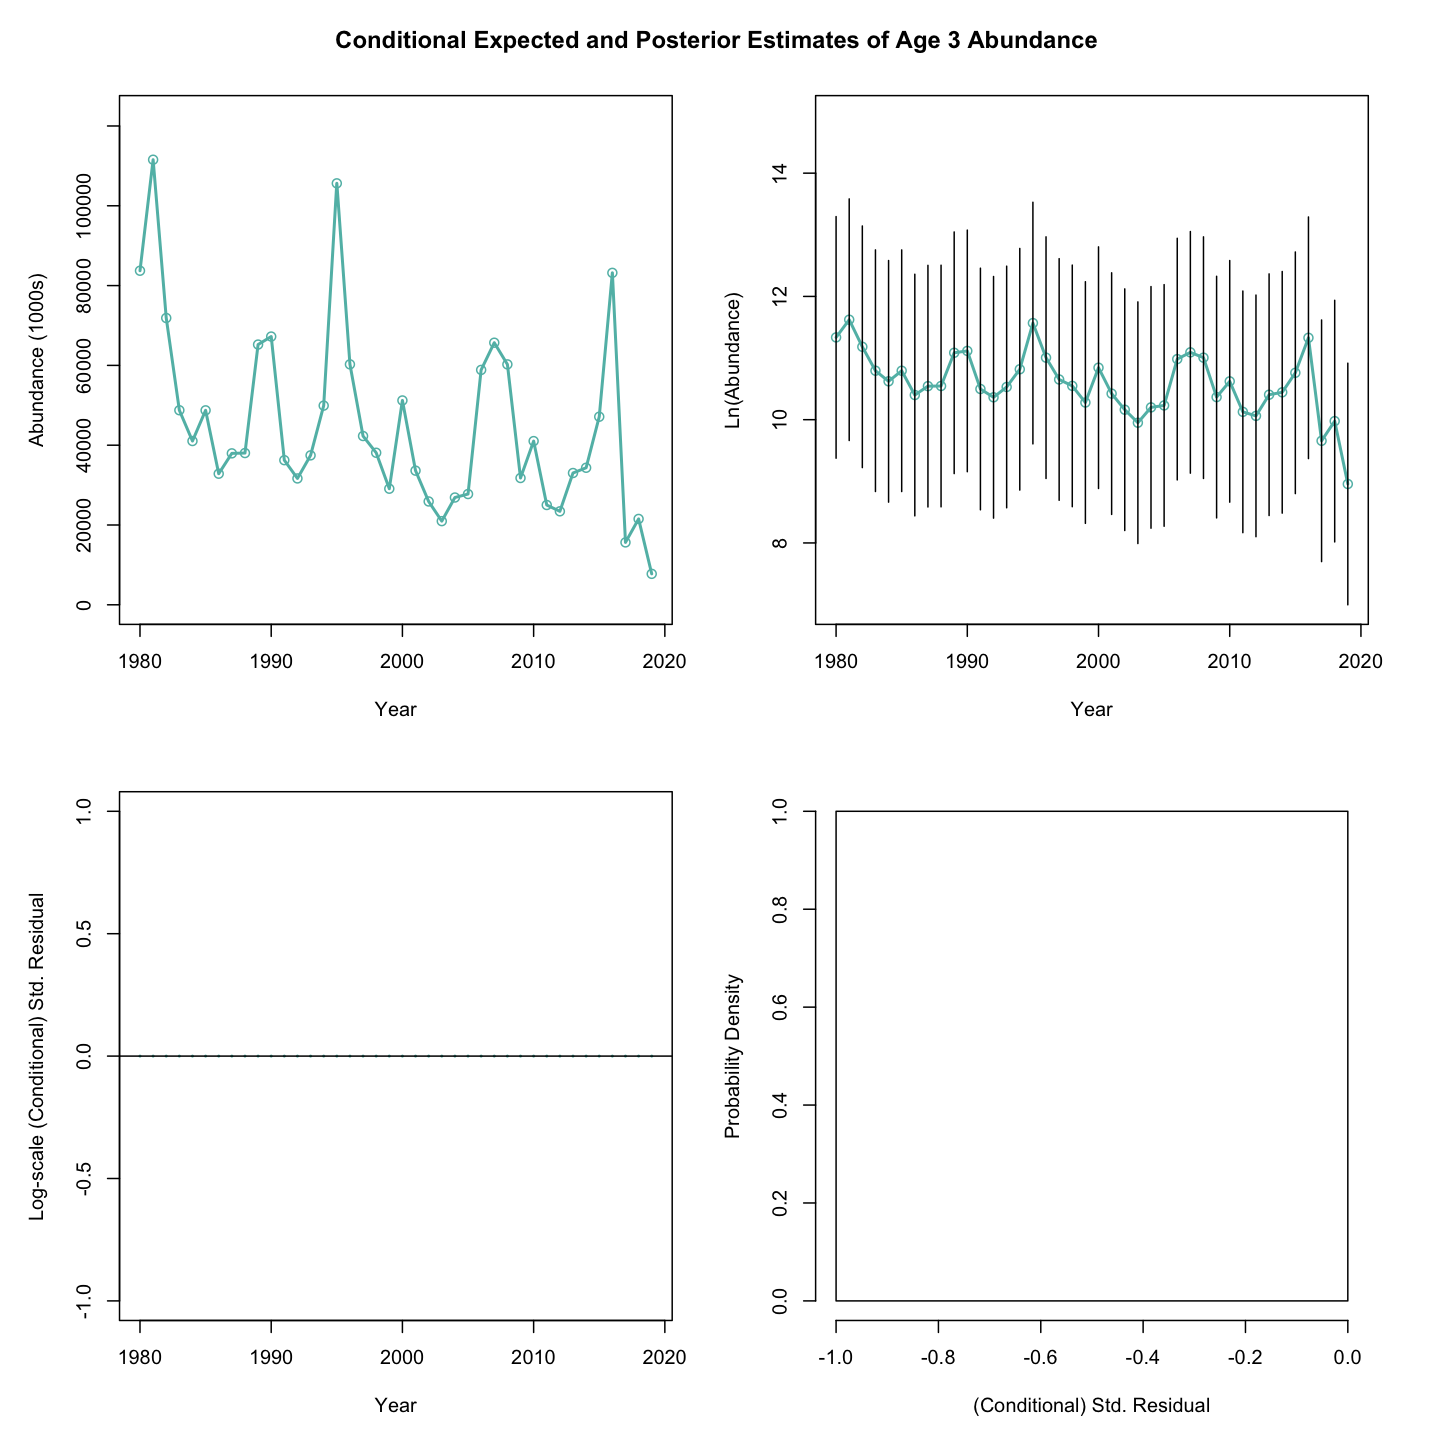 Conditional Expected and Posterior Estimates of Age 3 Abundance
Abundance (1000s)
0
20000
40000
60000
80000
100000
1980 1990 2000 2010 2020
Year
Ln(Abundance)
8
10
12
14
1980 1990 2000 2010 2020
Year
Log-scale (Conditional) Std. Residual
-1.0
-0.5
0.0
0.5
1.0
1980 1990 2000 2010 2020
Year
Probability Density
0.0
0.2
0.4
0.6
0.8
1.0
-1.0 -0.8 -0.6 -0.4 -0.2 0.0
(Conditional) Std. Residual